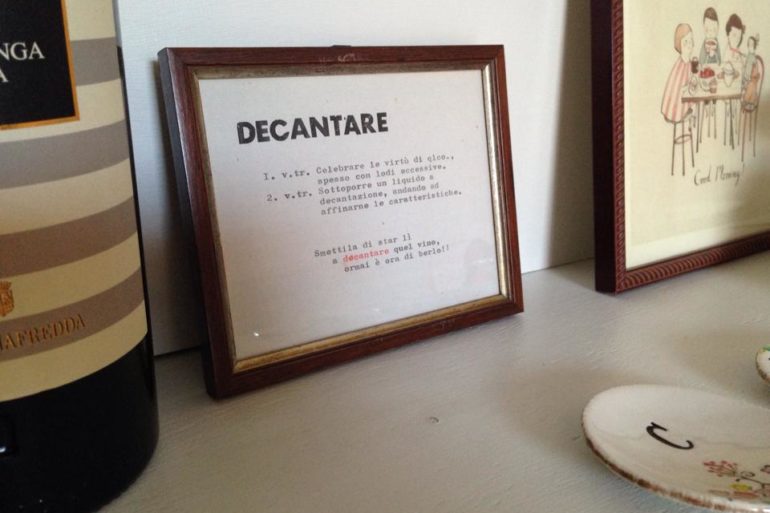 NGA
A
AFREDDA
DECANTARE
1. v.tr. Celebrare le virtù di qlco.,
spesso con lodi eccessive.
2. v.tr. Sottoporre un liquido a
decantazione, andando ad
affinarne le caratteristiche.
Smettila di star lì
a decantare quel vino,
ormai è ora di berlo!!
Good Morning
C